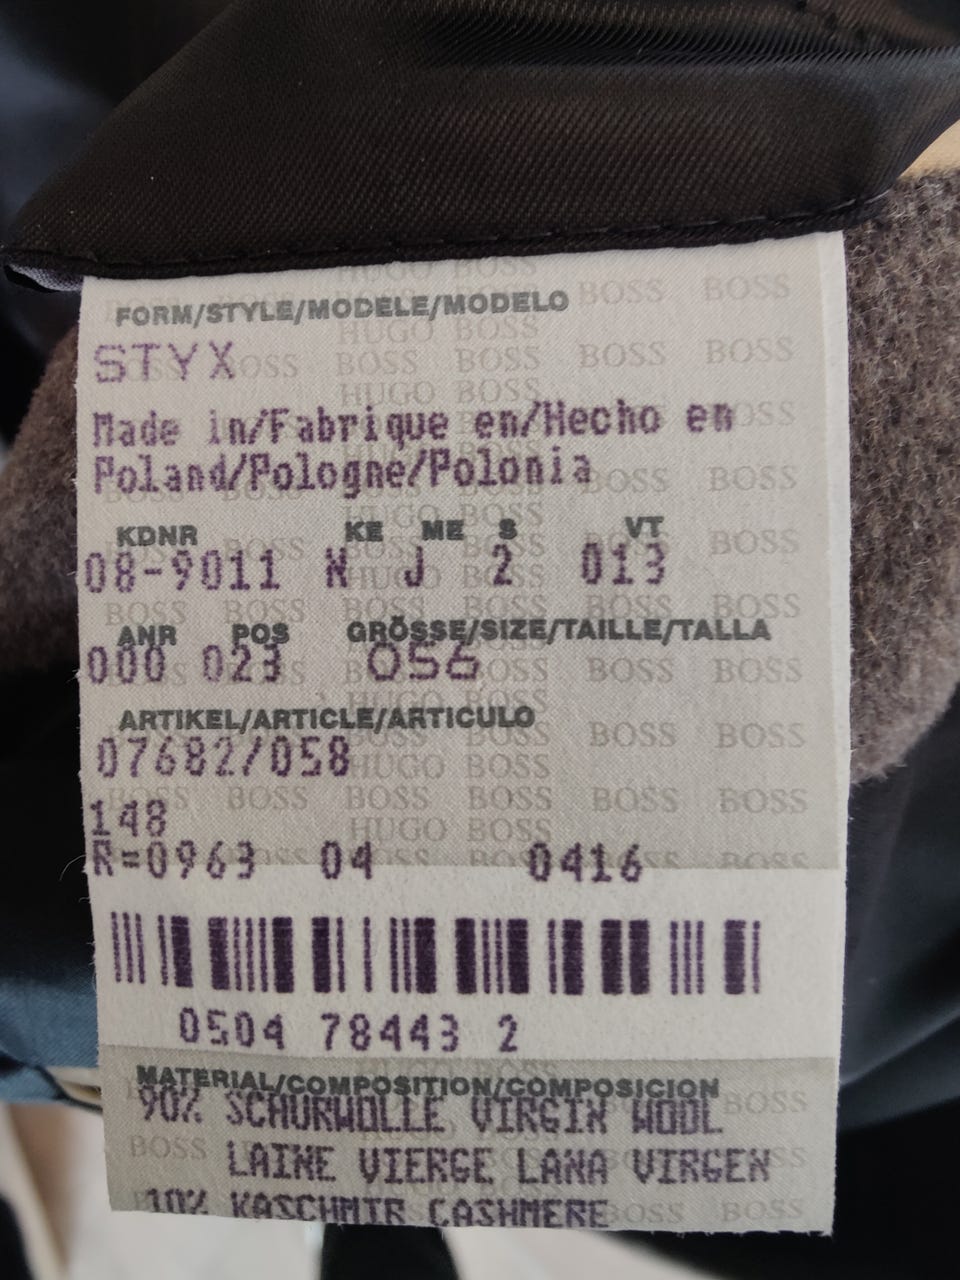 FORM/STYLE/MODELE/MODELO
STYX
Made in/Fabrique en/Hecho en
Poland/Pologne/Polonia
KDNR KE ME S VT
08-9011 N J 2 013
ANR POS GRÖSSE/SIZE/TAILLE/TALLA
000 023 056
ARTIKEL/ARTICLE/ARTICULO
07682/058
148
R=0963 04 0416
0504 78443 2
MATERIAL/COMPOSITION/COMPOSICION
90% SCHURWOLLE VIRGIN WOOL
LAINE VIERGE LANA VIRGEN
10% KASCHMIR CASHMERE
HUGO BOSS